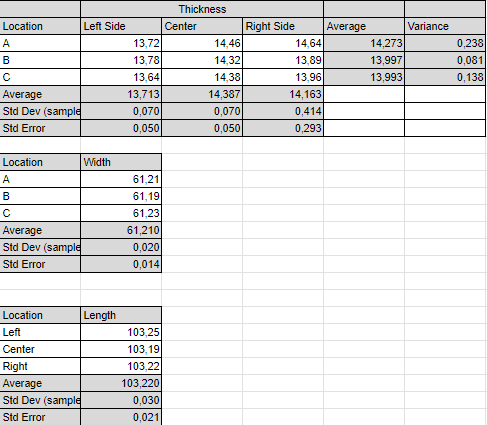 Thickness
Location Left Side Center Right Side Average Variance
A 13,72 14,46 14,64 14,273 0,238
B 13,78 14,32 13,89 13,997 0,081
C 13,64 14,38 13,96 13,993 0,138
Average 13,713 14,387 14,163
Std Dev (sample 0,070 0,070 0,414
Std Error 0,050 0,050 0,293
Location Width
A 61,21
B 61,19
C 61,23
Average 61,210
Std Dev (sample 0,020
Std Error 0,014
Location Length
Left 103,25
Center 103,19
Right 103,22
Average 103,220
Std Dev (sample 0,030
Std Error 0,021